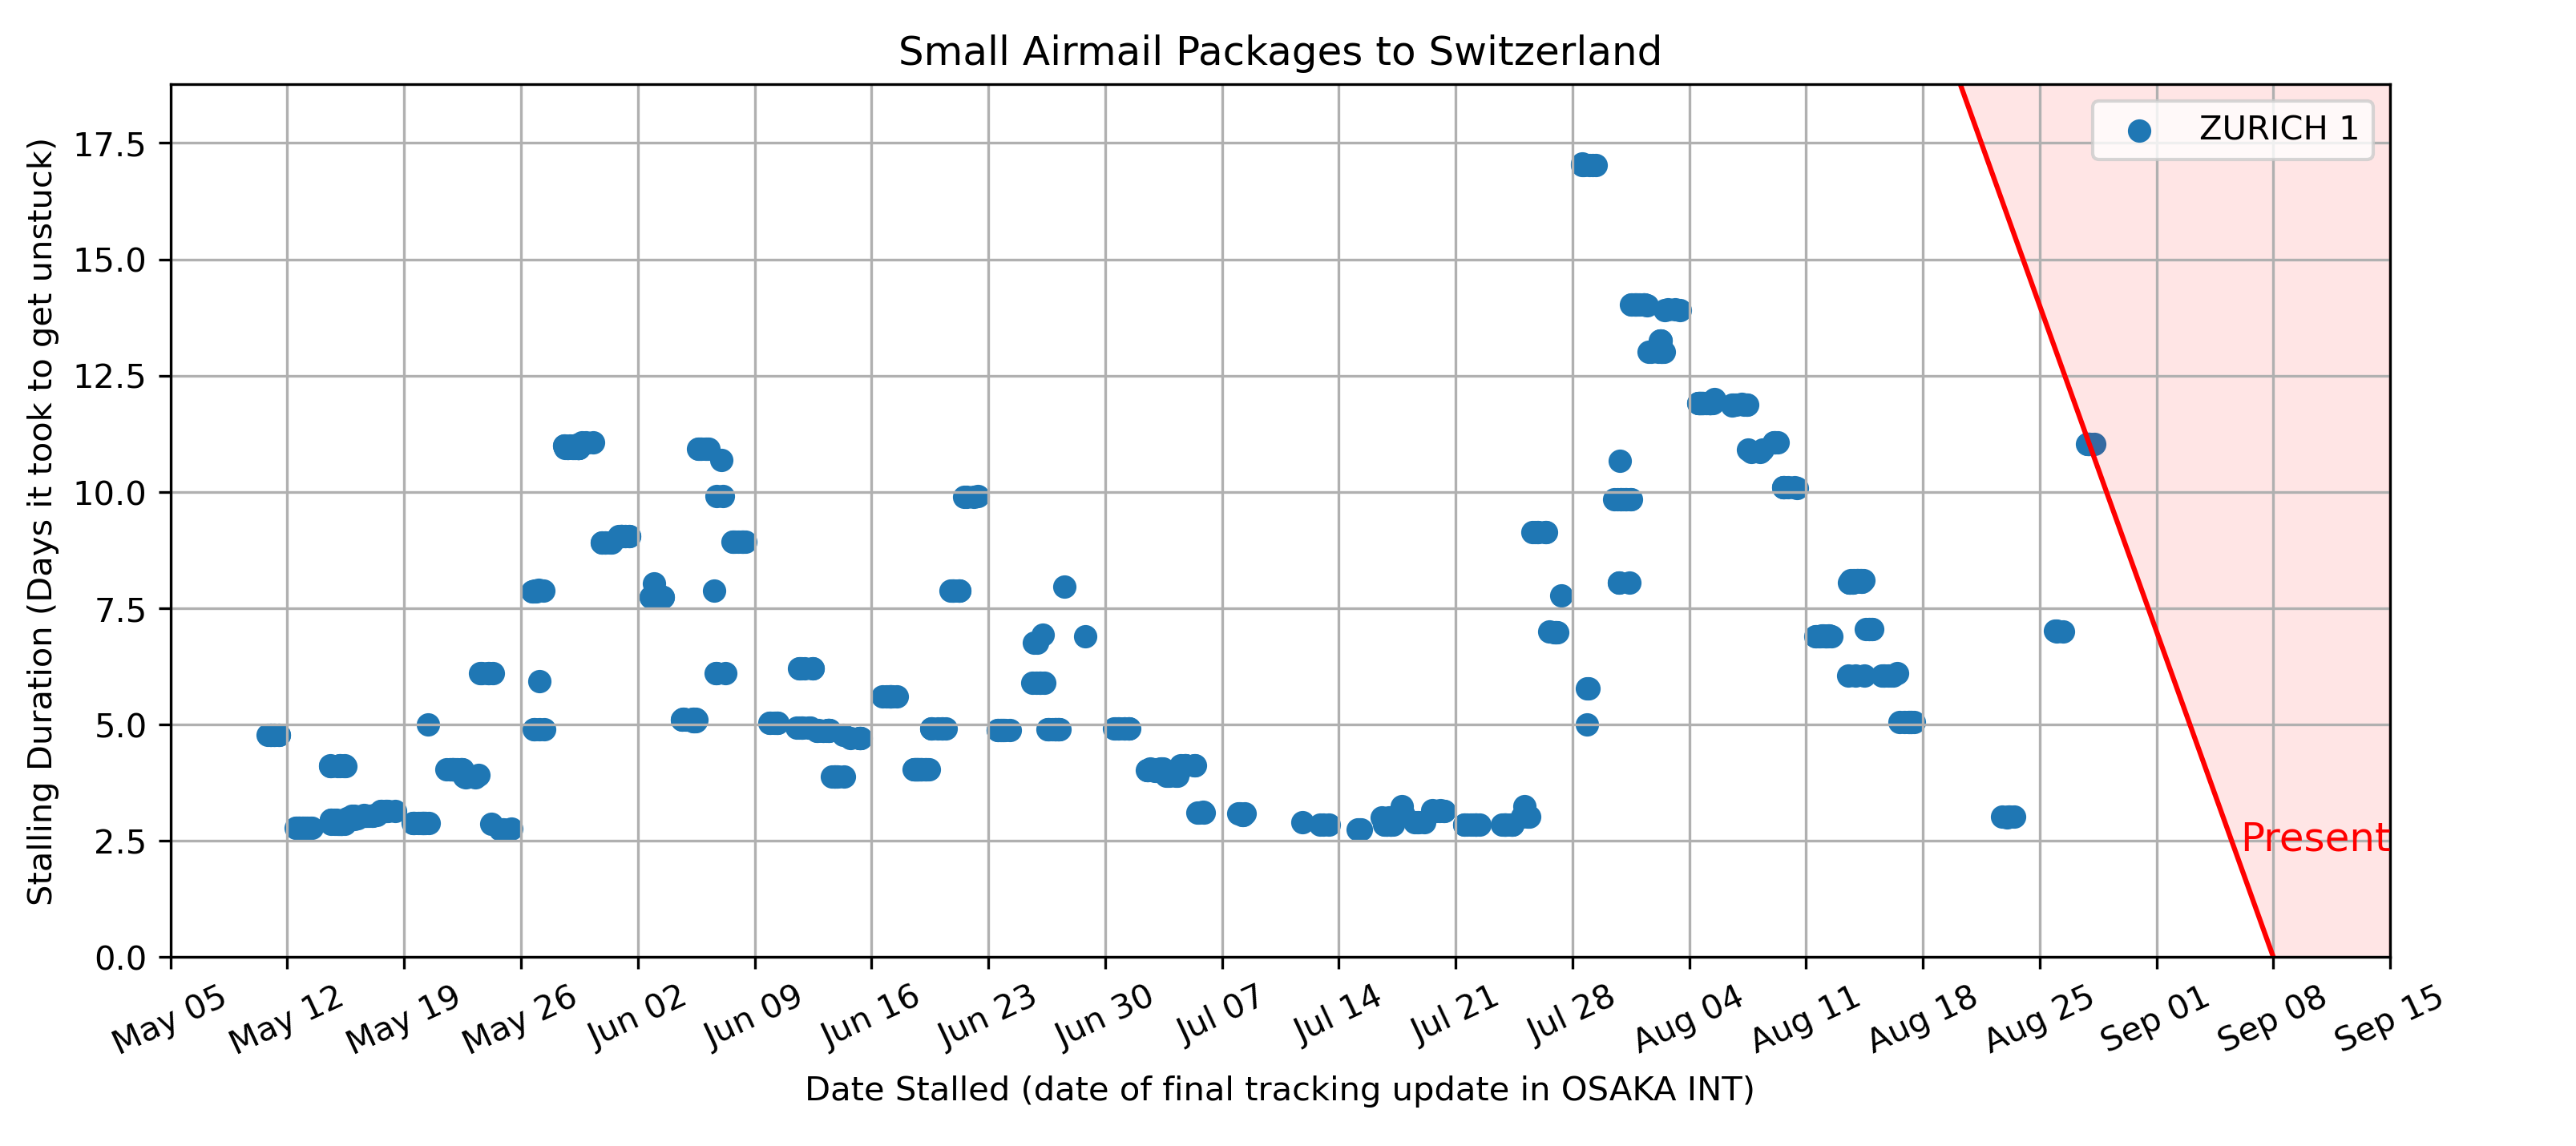 Small Airmail Packages to Switzerland
Stalling Duration (Days it took to get unstuck)
17.5
15.0
12.5
10.0
7.5
5.0
2.5
0.0
ZURICH 1
Present
May 05 May 12 May 19 May 26 Jun 02 Jun 09 Jun 16 Jun 23 Jun 30 Jul 07 Jul 14 Jul 21 Jul 28 Aug 04 Aug 11 Aug 18 Aug 25 Sep 01 Sep 08 Sep 15
Date Stalled (date of final tracking update in OSAKA INT)